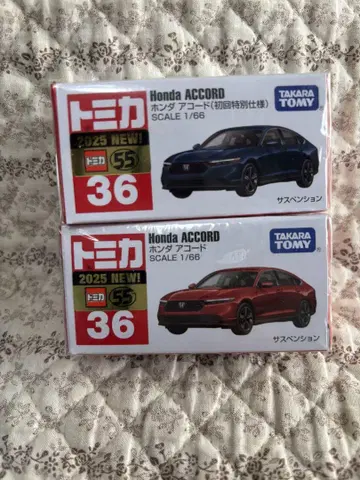 トミカ
2025 NEW!
トミカ 55
36
Honda ACCORD
ホンダ アコード(初回特別仕様)
SCALE 1/66
TAKARA
TOMY
サスペンション
トミカ
2025 NEW!
トミカ 55
36
Honda ACCORD
ホンダ アコード
SCALE 1/66
TAKARA
TOMY
サスペンション